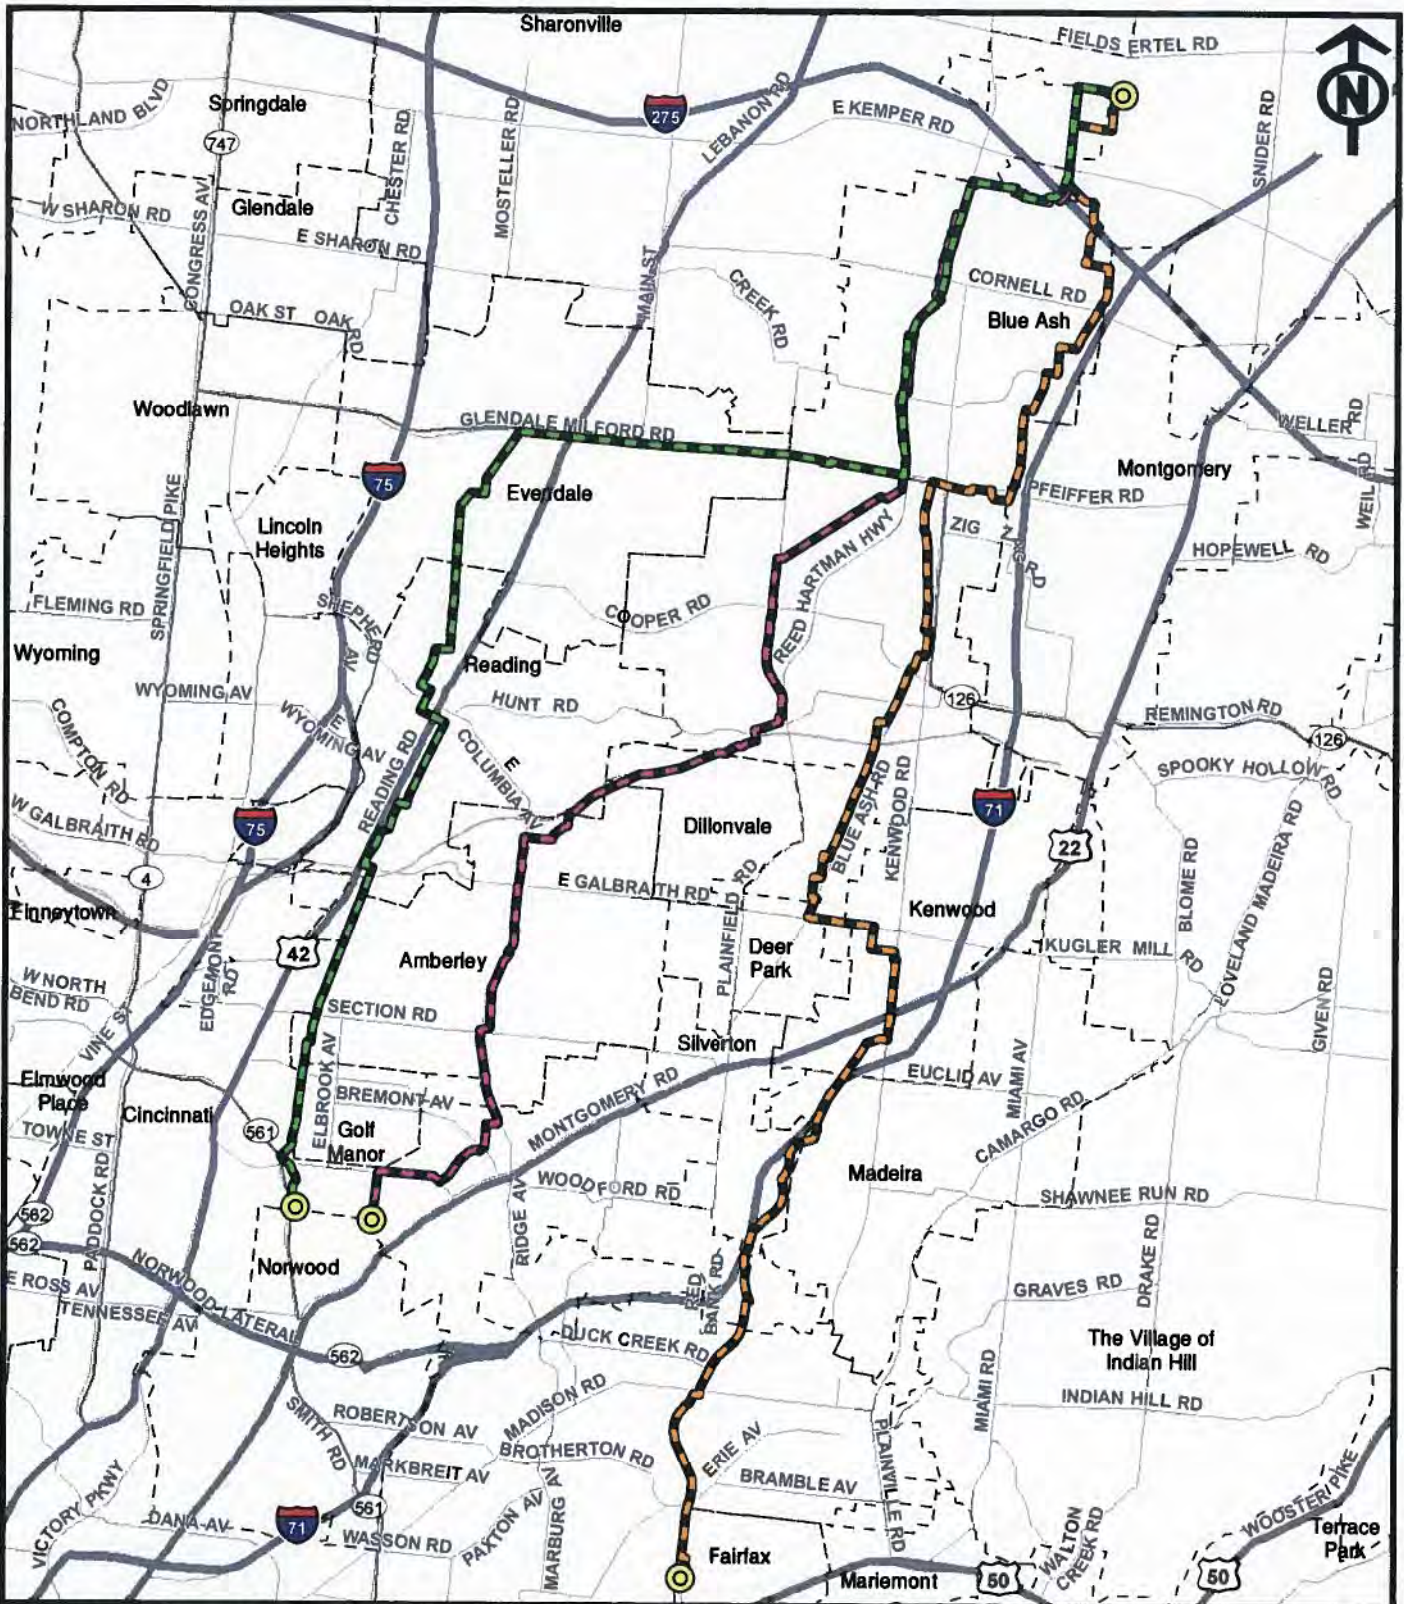 Sharonville
FIELDS ERTEL RD
N
NORTHLAND BLVD
Springdale
747
275
LEBANON RD
E KEMPER RD
SNIDER RD
CHESTER RD
MOSTELLER RD
W SHARON RD
Glendale
E SHARON RD
CONGRESS AV
MAIN ST
CREEK RD
CORNELL RD
Blue Ash
OAK ST
OAK RD
Woodlawn
GLENDALE MILFORD RD
WELLER RD
75
Evendale
Montgomery
PFEIFFER RD
WEIL RD
SPRINGFIELD PIKE
Lincoln
Heights
ZIG ZAG RD
HOPEWELL RD
REED HARTMAN HWY
FLEMING RD
SHEPHERD AV
COOPER RD
Wyoming
Reading
WYOMING AV
E WYOMING AV
HUNT RD
126
REMINGTON RD
126
COMPTON RD
READING RD
E COLUMBIA AV
SPOOKY HOLLOW RD
W GALBRAITH RD
75
Dillonvale
BLUE ASH RD
KENWOOD RD
71
22
BLOME RD
LOVELAND MADEIRA RD
4
E GALBRAITH RD
PLAINFIELD RD
Kenwood
Finneytown
42
Amberley
Deer
Park
KUGLER MILL RD
GIVEN RD
W NORTH
BEND RD
EDGEMONT RD
SECTION RD
VINE ST
Silverton
Elmwood
Place
Cincinnati
ELBROOK AV
BREMONT AV
MONTGOMERY RD
EUCLID AV
MIAMI AV
CAMARGO RD
TOWNE ST
561
Golf
Manor
Madeira
PADDOCK RD
WOODFORD RD
SHAWNEE RUN RD
562
562
RIDGE AV
Norwood
NORWOOD LATERAL
RED
BANK RD
GRAVES RD
DRAKE RD
E ROSS AV
TENNESSEE AV
562
DUCK CREEK RD
The Village of
Indian Hill
MIAMI RD
INDIAN HILL RD
SMITH RD
ROBERTSON AV
MADISON RD
BROTHERTON RD
ERIE AV
PLAINVILLE RD
MARKBREIT AV
BRAMBLE AV
VICTORY PKWY
DANA AV
71
561
WASSON RD
PAXTON AV
MARBURG AV
Fairfax
Mariemont
50
WALTON
CREEK RD
50
WOOSTER PIKE
Terrace
Park